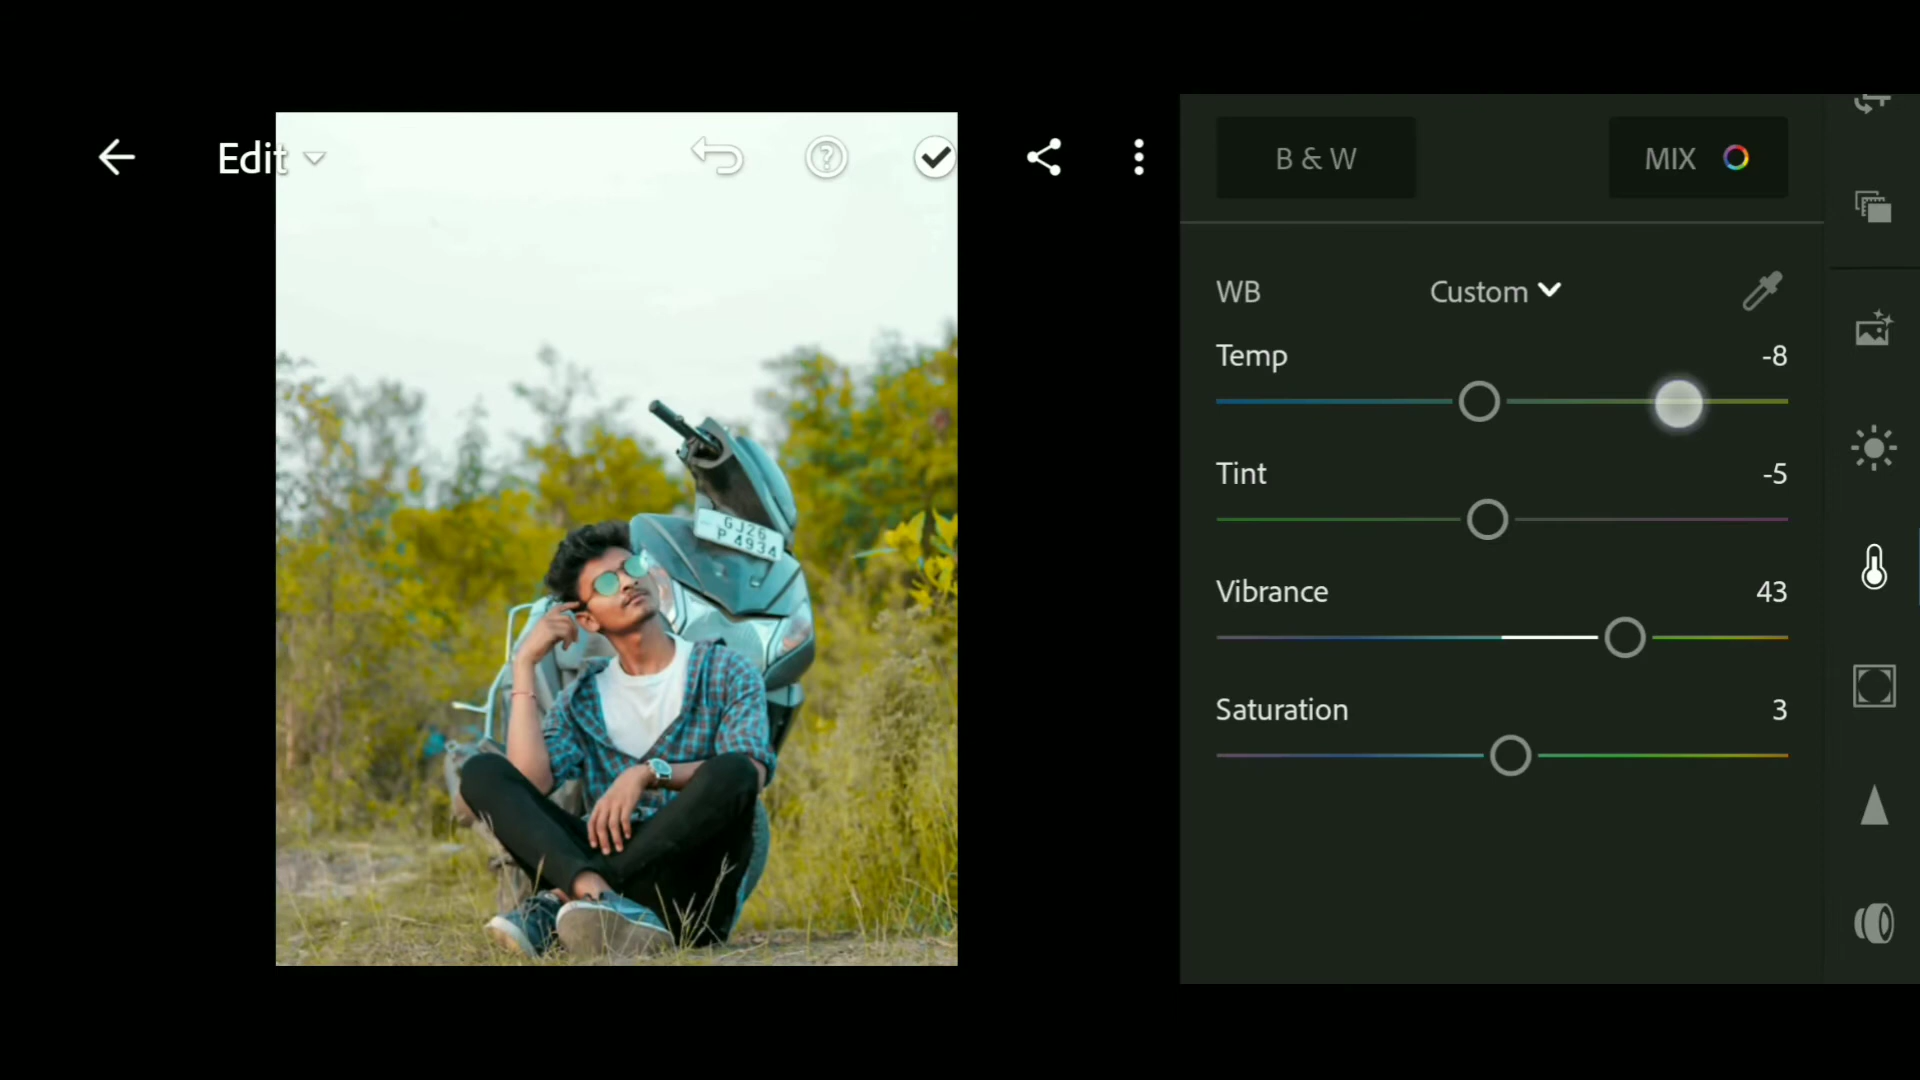 Edit
B & W
MIX
WB
Custom
Temp
-8
Tint
-5
Vibrance
43
Saturation
3
GJ26
P 4934